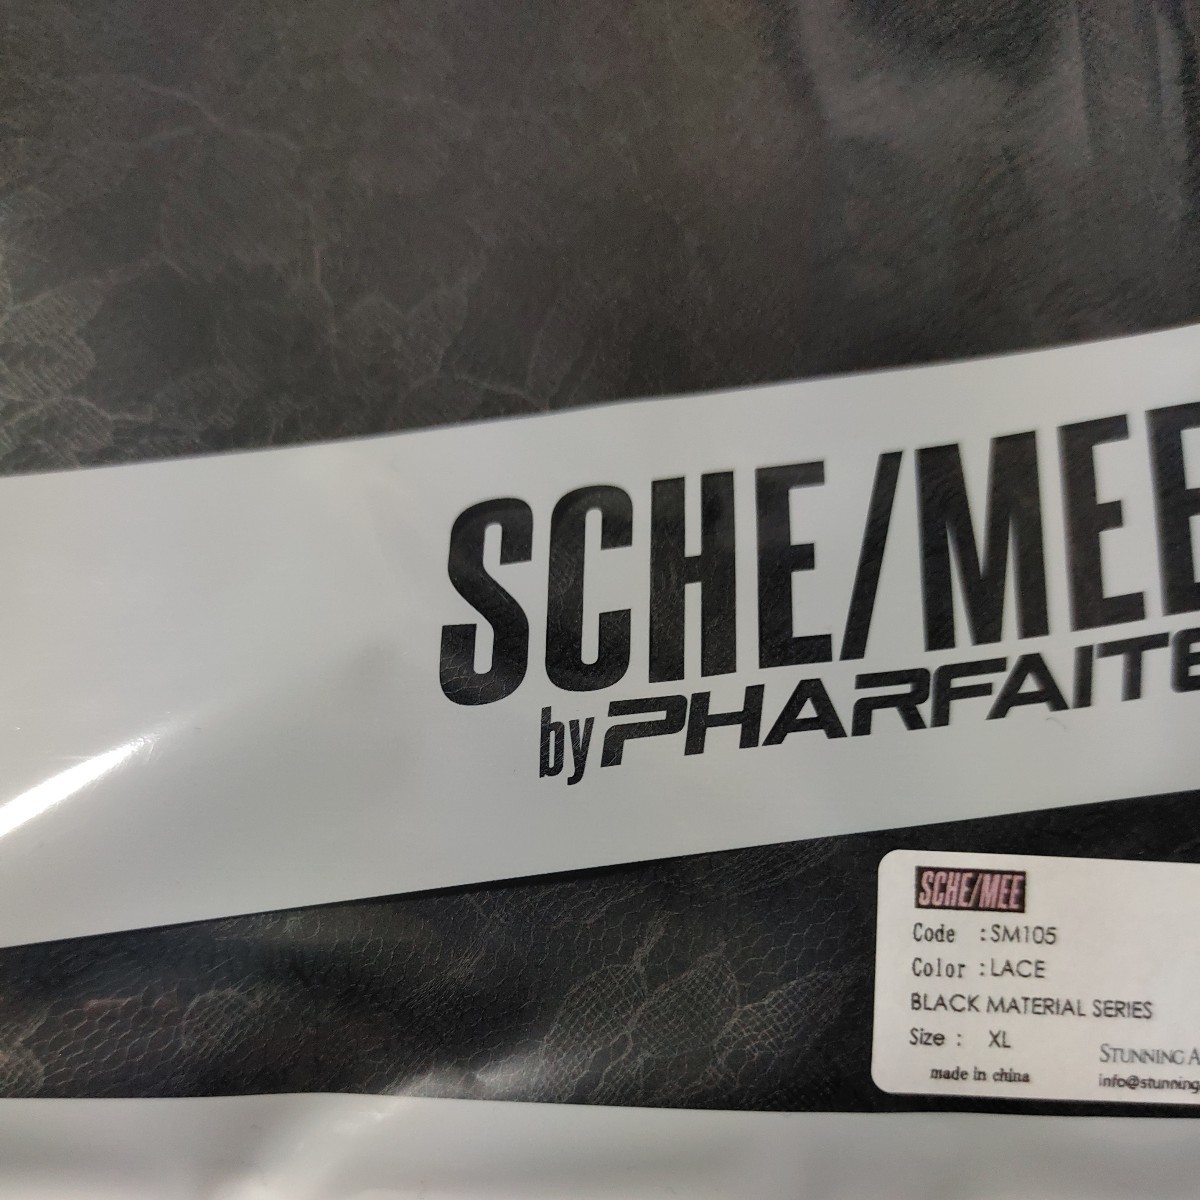 SCHE/MEE
by PHARFAITE
SCHE/MEE
Code :SM105
Color :LACE
BLACK MATERIAL SERIES
Size : XL
STUNNING
made in china
info@stunning